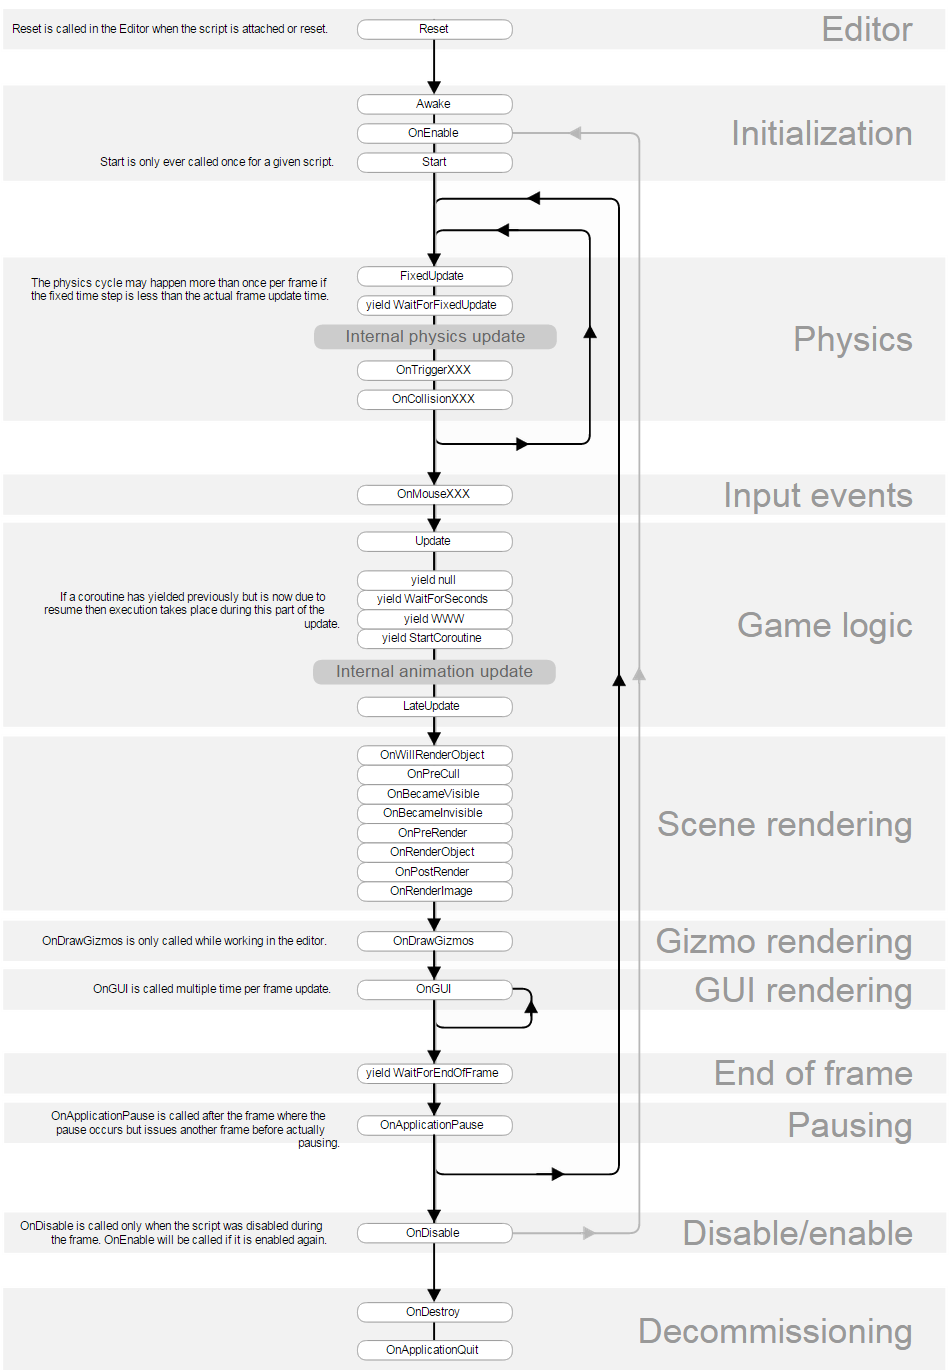 Reset is called in the Editor when the script is attached or reset.
Reset
Editor
Awake
OnEnable
Initialization
Start is only ever called once for a given script.
Start
FixedUpdate
The physics cycle may happen more than once per frame if
the fixed time step is less than the actual frame update time.
yield WaitForFixedUpdate
Internal physics update
Physics
OnTriggerXXX
OnCollisionXXX
OnMouseXXX
Input events
Update
yield null
If a coroutine has yielded previously but is now due to
resume then execution takes place during this part of the
update.
yield WaitForSeconds
yield WWW
yield StartCoroutine
Game logic
Internal animation update
LateUpdate
OnWillRenderObject
OnPreCull
OnBecameVisible
OnBecameInvisible
OnPreRender
OnRenderObject
OnPostRender
OnRenderImage
Scene rendering
OnDrawGizmos is only called while working in the editor.
OnDrawGizmos
Gizmo rendering
OnGUI is called multiple time per frame update.
OnGUI
GUI rendering
yield WaitForEndOfFrame
End of frame
OnApplicationPause is called after the frame where the
pause occurs but issues another frame before actually
pausing.
OnApplicationPause
Pausing
OnDisable is called only when the script was disabled during
the frame. OnEnable will be called if it is enabled again.
OnDisable
Disable/enable
OnDestroy
OnApplicationQuit
Decommissioning